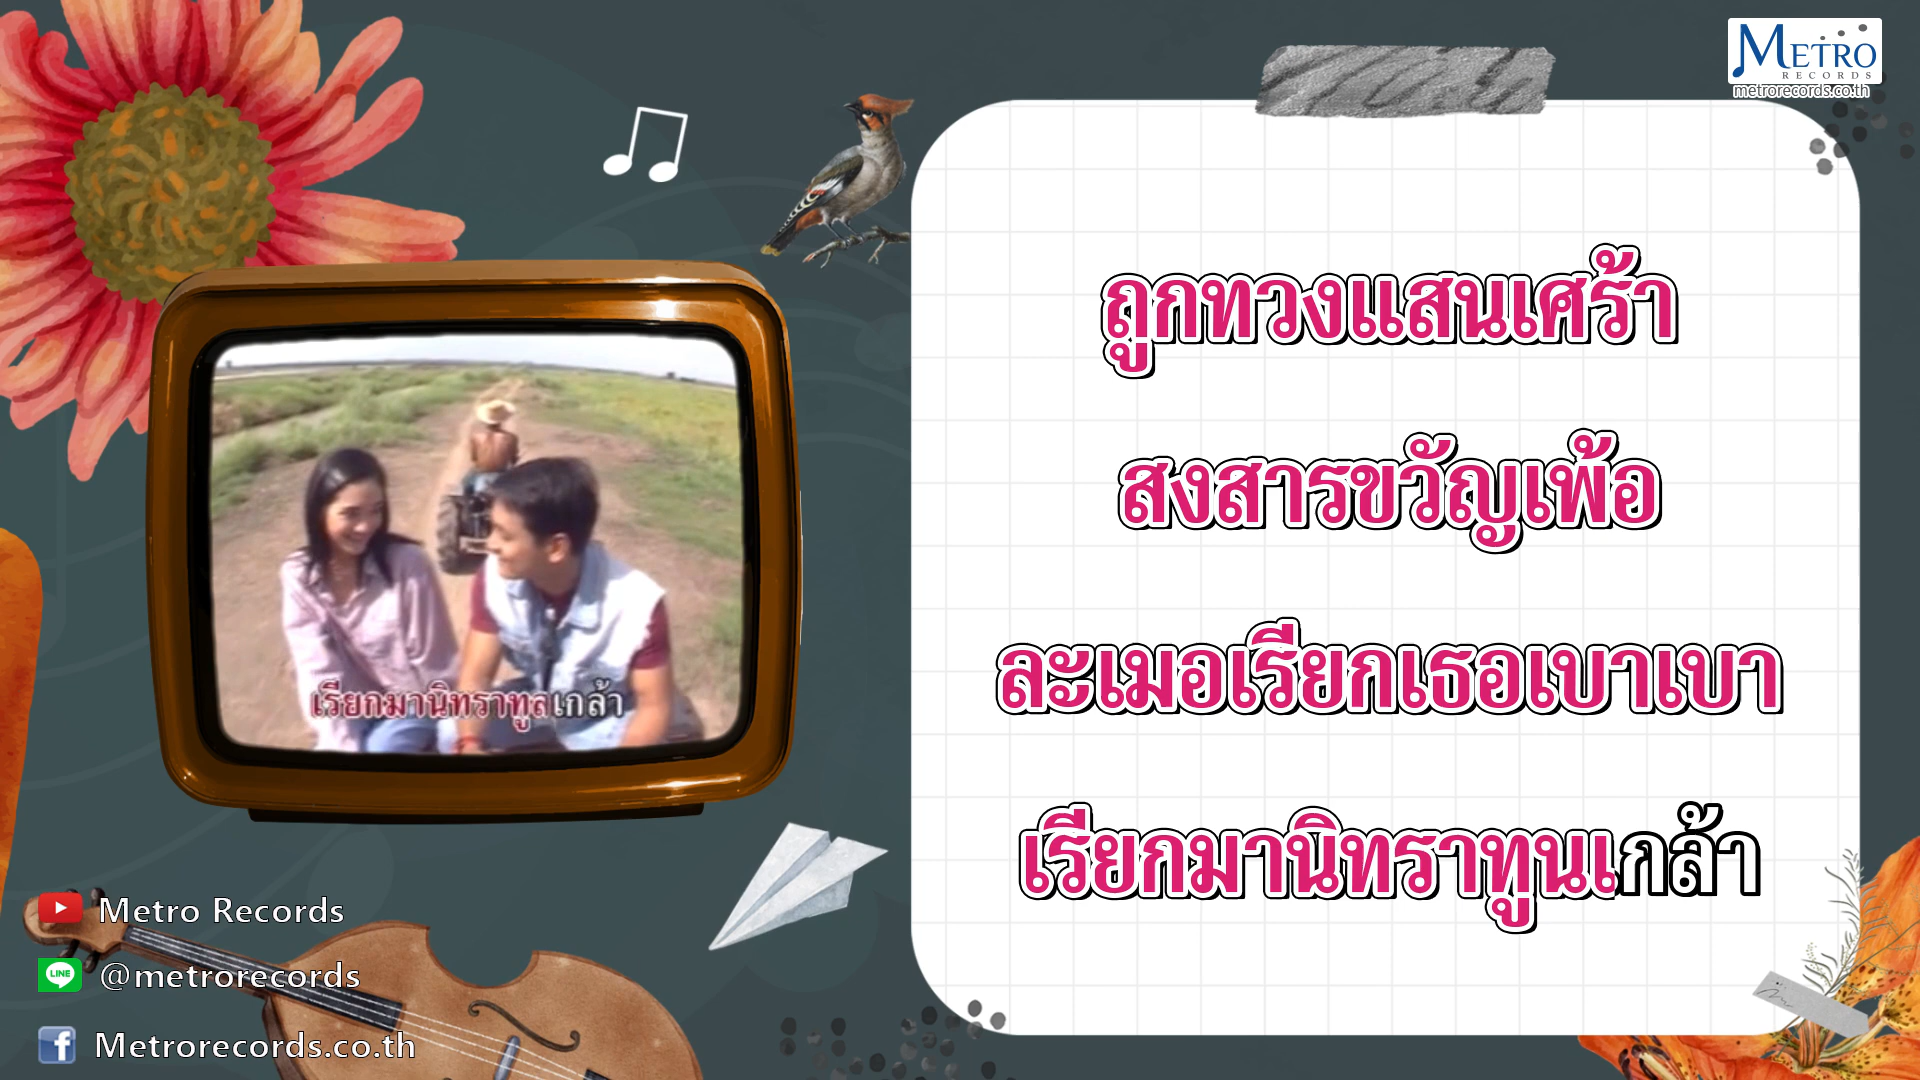 METRO
RECORDS
metrorecords.co.th
ถูกทวงแสนเศร้า
สงสารขวัญเพ้อ
ละเมอเรียกเธอเบาเบา
เรียกมานิทราทูนเกล้า
เรียกมานิทราทูลเกล้า
Metro Records
LINE
@metrorecords
f
Metrorecords.co.th